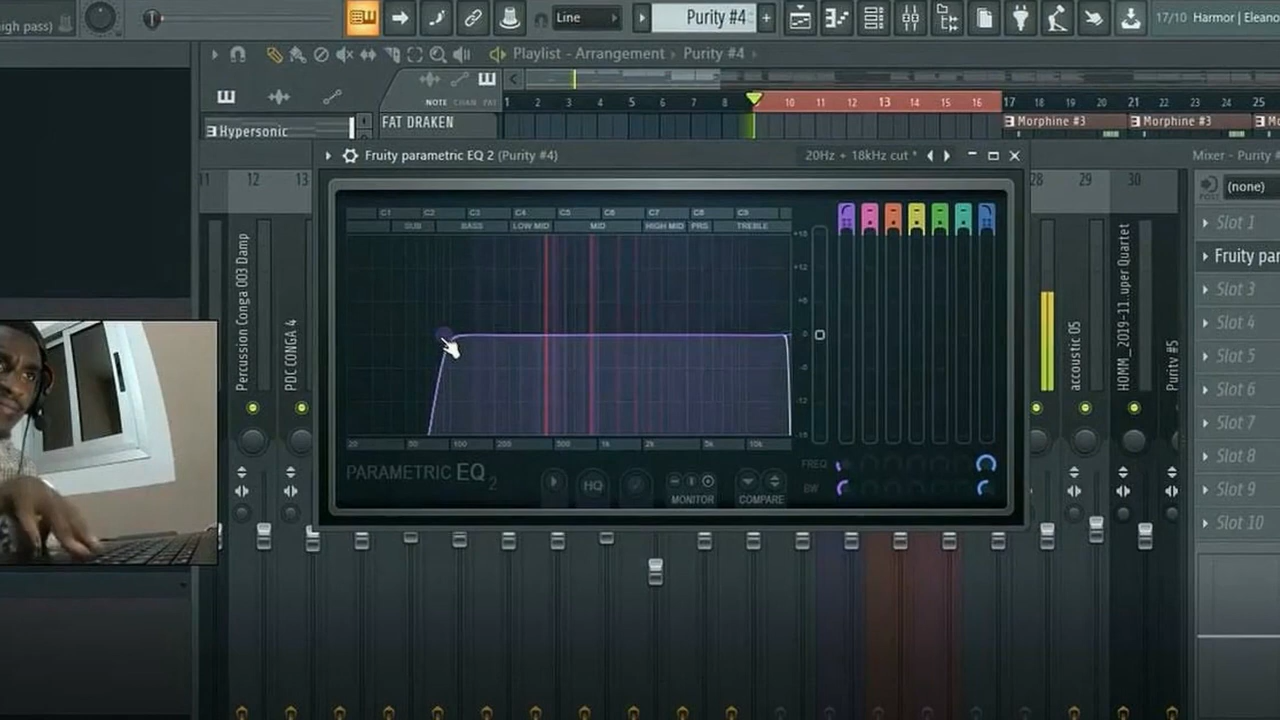 igh pass)
Line
Purity #4
17/10 Harmor | Eleano
Playlist - Arrangement › Purity #4 ›
NOTE CHAN PAT
1 2 3 4 5 6 7 8 10 11 12 13 14 15 16 17 18 19 20 21 22 23 24 25
Hypersonic
FAT DRAKEN
Morphine #3
Morphine #3
Fruity parametric EQ 2 (Purity #4)
20Hz + 18kHz cut *
Mixer - Purity
11 12 13
28 29 30
(none)
C1 C2 C3 C4 C5 C6 C7 C8 C9
SUB BASS LOW MID MID HIGH MID PRS TREBLE
Percussion Conga 003 Damp
PDC CONGA 4
accoustic 05
HOMM_2019-11..uper Quartet
Purity #5
Slot 1
Fruity par
Slot 3
Slot 4
Slot 5
Slot 6
Slot 7
Slot 8
Slot 9
Slot 10
20 50 100 200 500 1k 2k 5k 10k
PARAMETRIC EQ 2
HQ
MONITOR
COMPARE
FREQ
BW